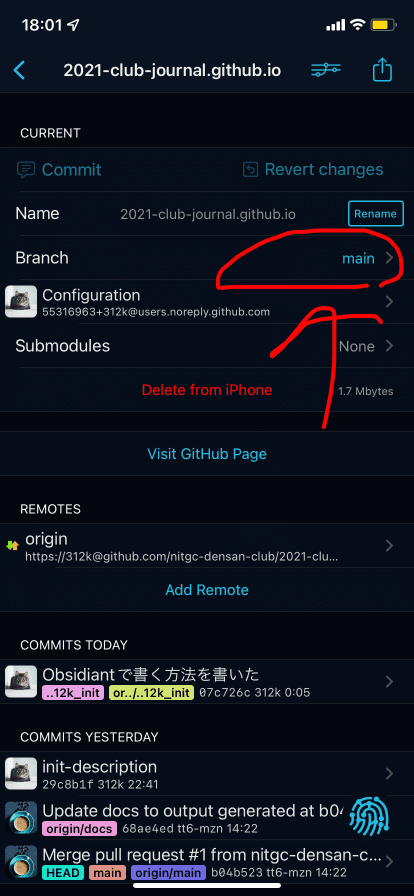 18:01
2021-club-journal.github.io
CURRENT
Commit
Revert changes
Name
2021-club-journal.github.io
Rename
Branch
main
Configuration
55316963+312k@users.noreply.github.com
Submodules
None
Delete from iPhone
1.7 Mbytes
Visit GitHub Page
REMOTES
origin
https://312k@github.com/nitgc-densan-club/2021-clu...
Add Remote
COMMITS TODAY
Obsidiantで書く方法を書いた
..12k_init or../..12k_init 07c726c 312k 0:05
COMMITS YESTERDAY
init-description
29c8b1f 312k 22:41
Update docs to output generated at b04
origin/docs 68ae4ed tt6-mzn 14:22
Merge pull request #1 from nitgc-densan-c...
HEAD main origin/main b04b523 tt6-mzn 14:22